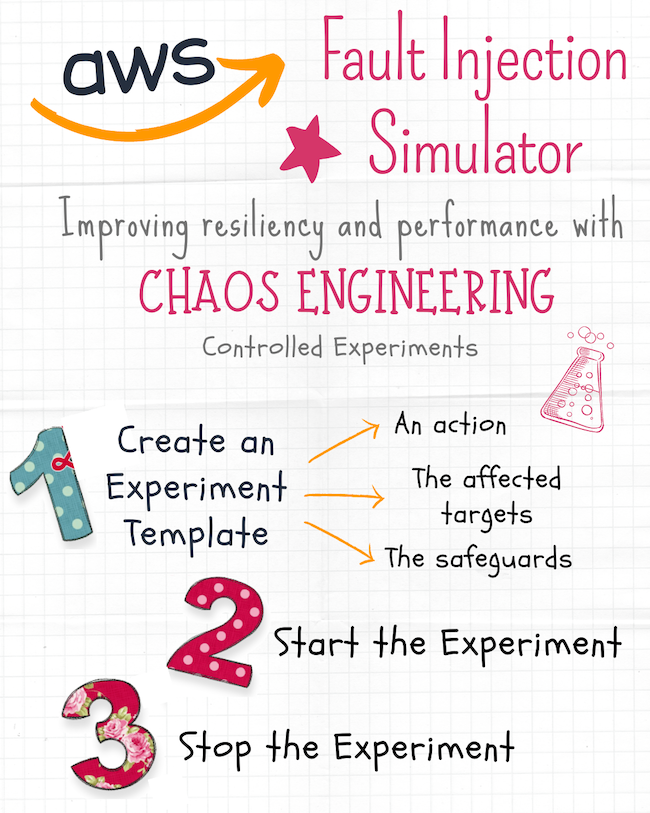 aws
Fault Injection
Simulator
Improving resiliency and performance with
CHAOS ENGINEERING
Controlled Experiments
1
Create an
Experiment
Template
An action
The affected
targets
The safeguards
2
Start the Experiment
3
Stop the Experiment